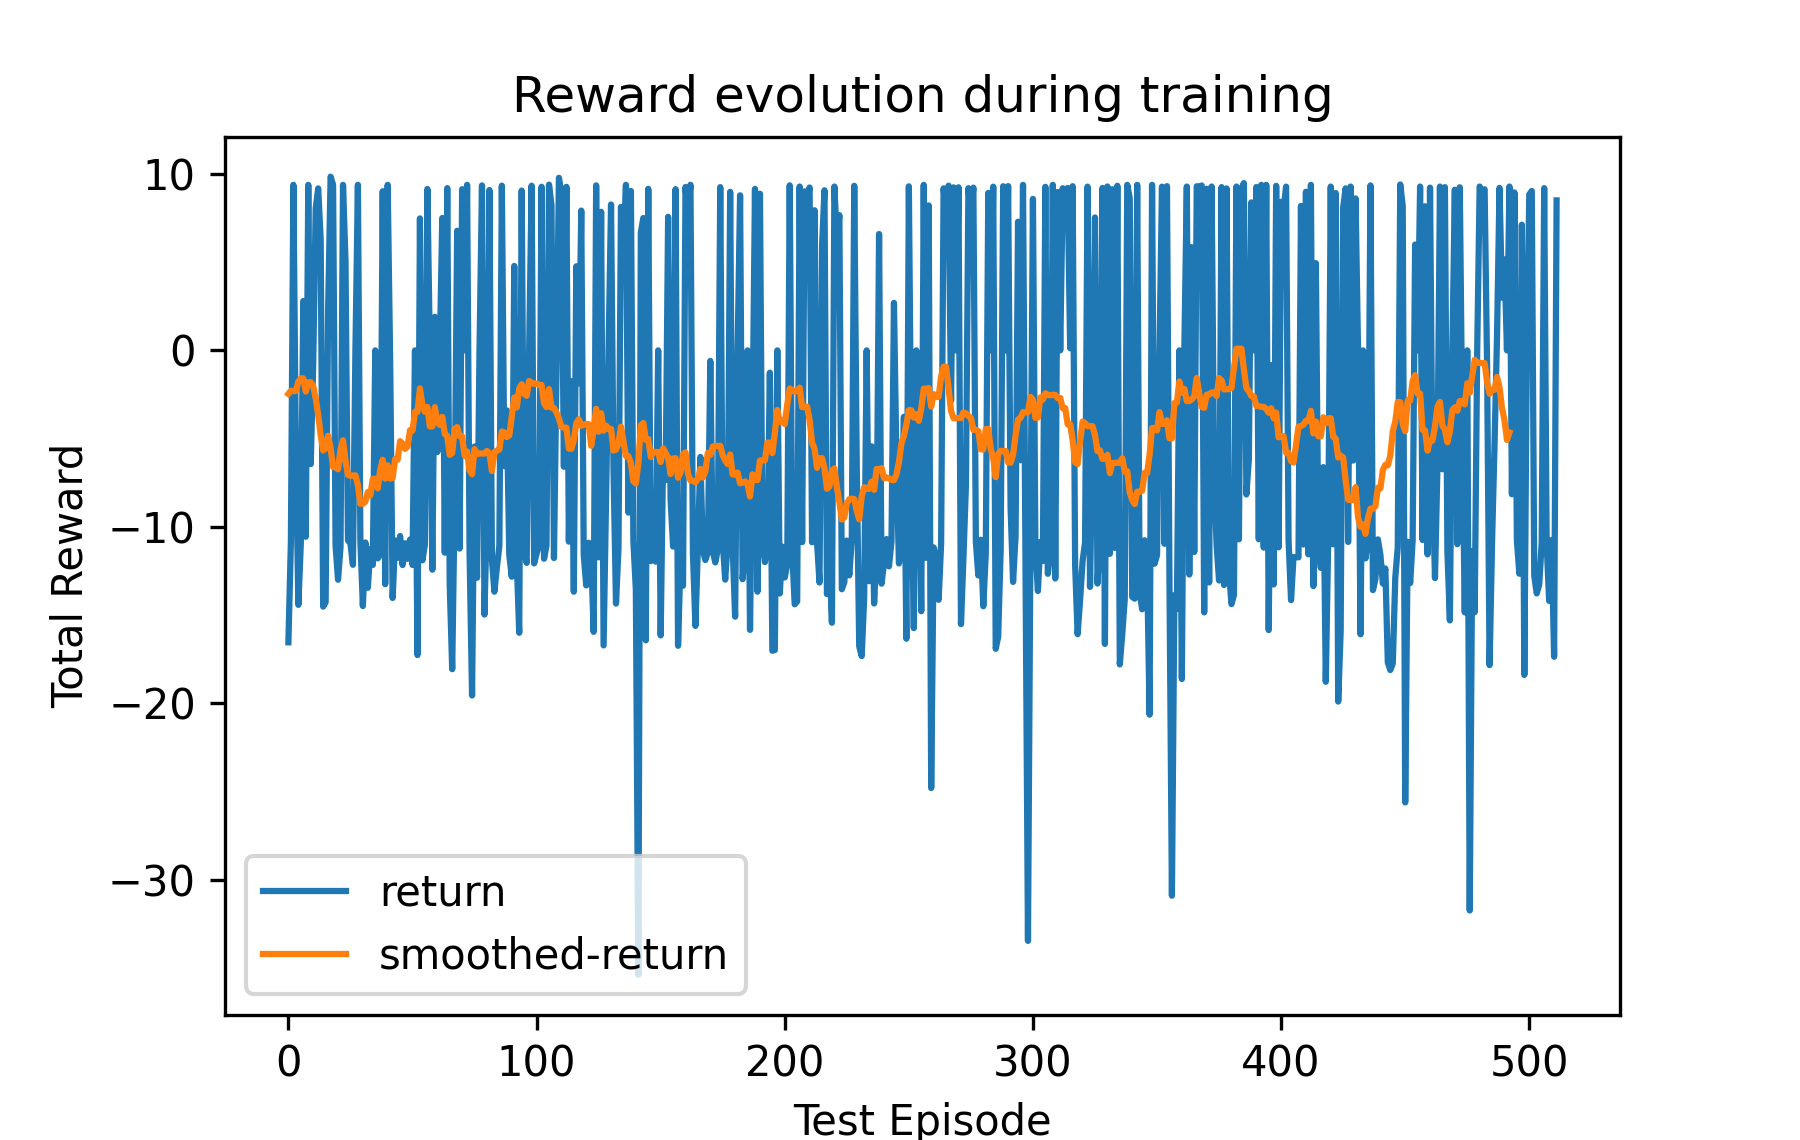 Reward evolution during training
Total Reward
10
0
−10
−20
−30
return
smoothed-return
0 100 200 300 400 500
Test Episode